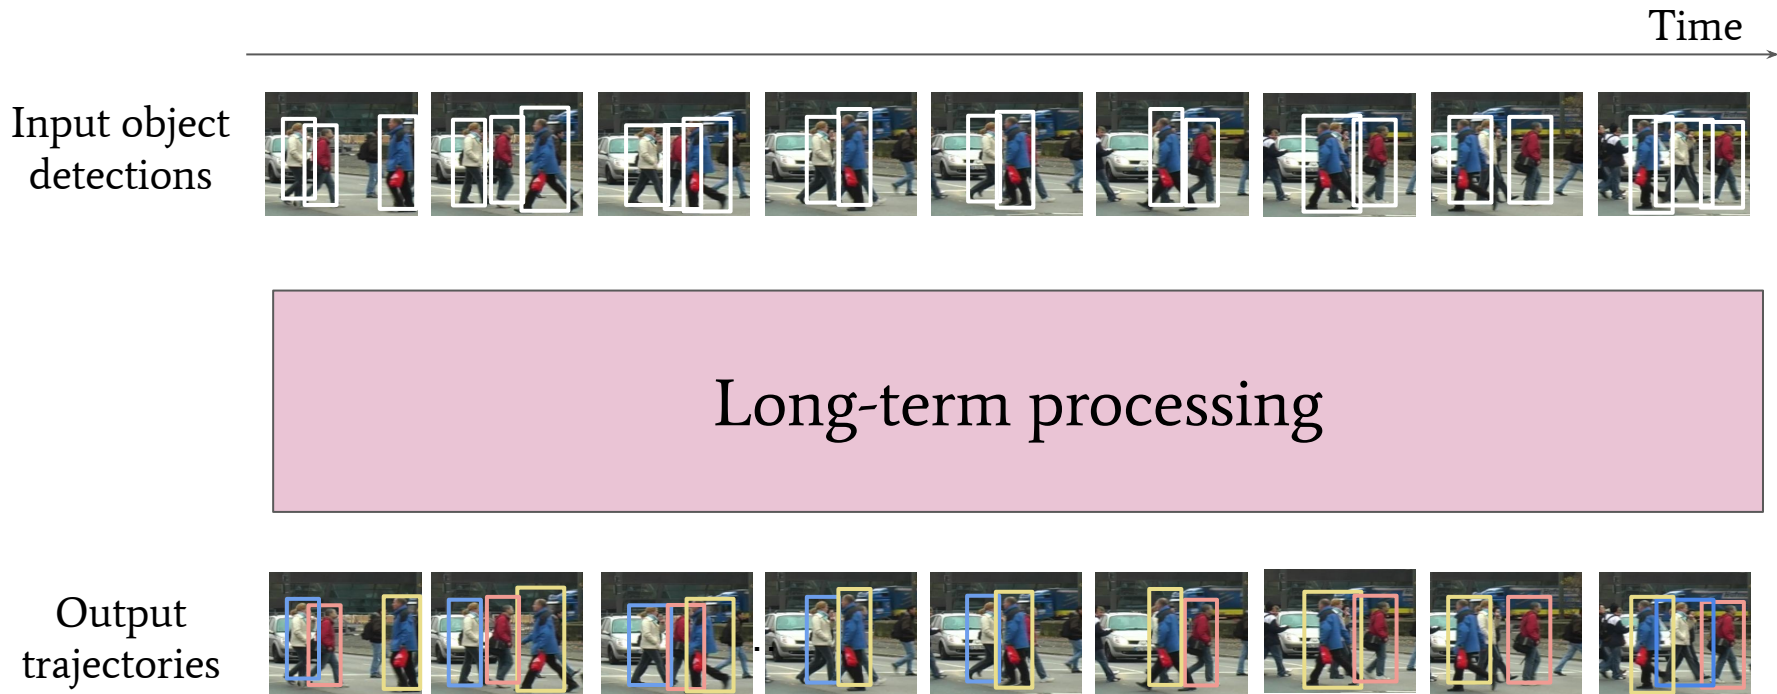 Time
Input object
detections
Long-term processing
Output
trajectories
..